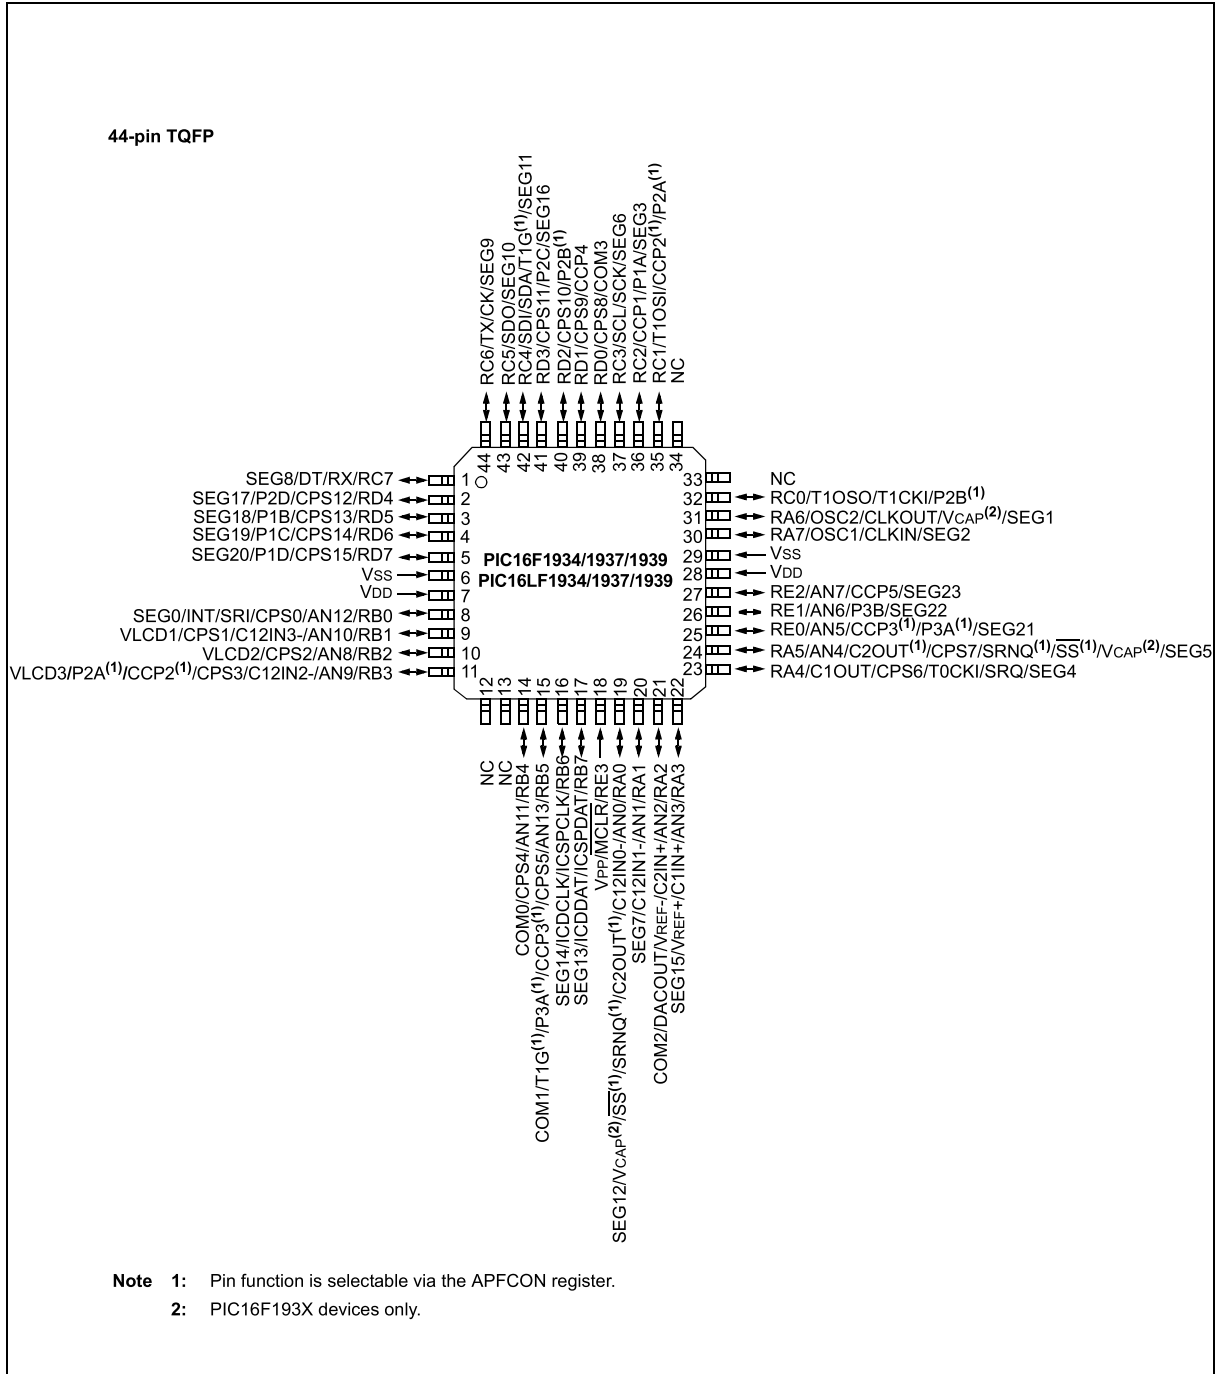 44-pin TQFP
RC6/TX/CK/SEG9
RC5/SDO/SEG10
RC4/SDI/SDA/T1G(1)/SEG11
RD3/CPS11/P2C/SEG16
RD2/CPS10/P2B(1)
RD1/CPS9/CCP4
RD0/CPS8/COM3
RC3/SCL/SCK/SEG6
RC2/CCP1/P1A/SEG3
RC1/T1OSI/CCP2(1)/P2A(1)
NC
44
43
42
41
40
39
38
37
36
35
34
SEG8/DT/RX/RC7 1
SEG17/P2D/CPS12/RD4 2
SEG18/P1B/CPS13/RD5 3
SEG19/P1C/CPS14/RD6 4
SEG20/P1D/CPS15/RD7 5
VSS 6
VDD 7
SEG0/INT/SRI/CPS0/AN12/RB0 8
VLCD1/CPS1/C12IN3-/AN10/RB1 9
VLCD2/CPS2/AN8/RB2 10
VLCD3/P2A(1)/CCP2(1)/CPS3/C12IN2-/AN9/RB3 11
PIC16F1934/1937/1939
PIC16LF1934/1937/1939
33 NC
32 RC0/T1OSO/T1CKI/P2B(1)
31 RA6/OSC2/CLKOUT/VCAP(2)/SEG1
30 RA7/OSC1/CLKIN/SEG2
29 VSS
28 VDD
27 RE2/AN7/CCP5/SEG23
26 RE1/AN6/P3B/SEG22
25 RE0/AN5/CCP3(1)/P3A(1)/SEG21
24 RA5/AN4/C2OUT(1)/CPS7/SRNQ(1)/SS(1)/VCAP(2)/SEG5
23 RA4/C1OUT/CPS6/T0CKI/SRQ/SEG4
12
13
14
15
16
17
18
19
20
21
22
NC
NC
COM0/CPS4/AN11/RB4
COM1/T1G(1)/P3A(1)/CCP3(1)/CPS5/AN13/RB5
SEG14/ICDCLK/ICSPCLK/RB6
SEG13/ICDDAT/ICSPDAT/RB7
VPP/MCLR/RE3
SEG12/VCAP(2)/SS(1)/SRNQ(1)/C2OUT(1)/C12IN0-/AN0/RA0
SEG7/C12IN1-/AN1/RA1
COM2/DACOUT/VREF-/C2IN+/AN2/RA2
SEG15/VREF+/C1IN+/AN3/RA3
Note 1: Pin function is selectable via the APFCON register.
2: PIC16F193X devices only.